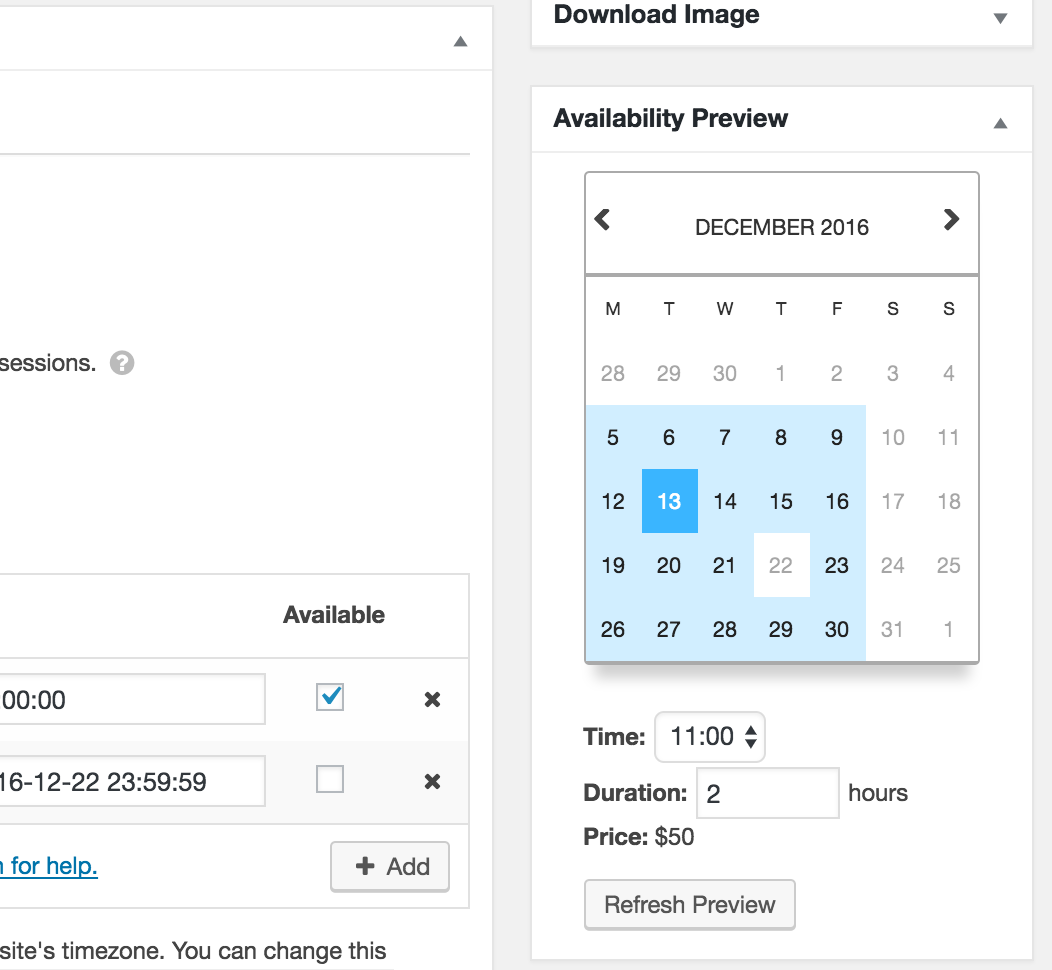 Download Image
Availability Preview
DECEMBER 2016
M T W T F S S
28 29 30 1 2 3 4
5 6 7 8 9 10 11
12 13 14 15 16 17 18
19 20 21 22 23 24 25
26 27 28 29 30 31 1
Time: 11:00
Duration: 2 hours
Price: $50
Refresh Preview
sessions. ?
Available
:00:00
16-12-22 23:59:59
for help.
Add
site's timezone. You can change this